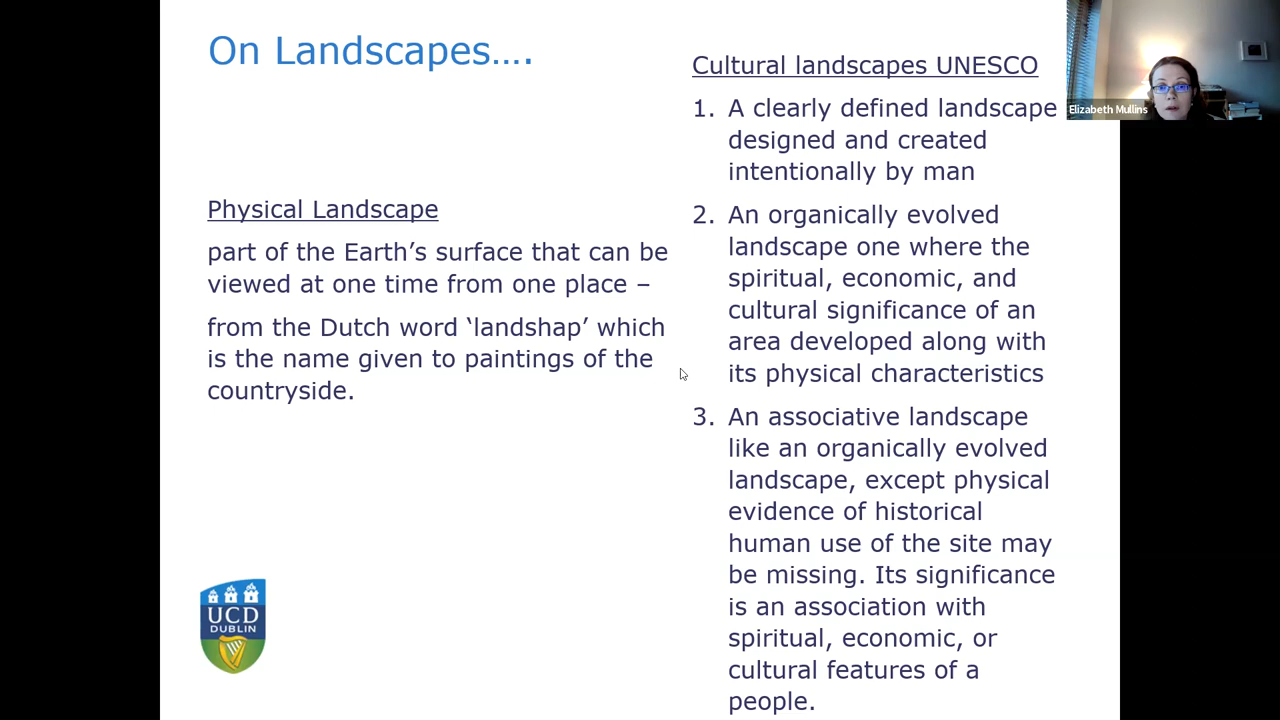 On Landscapes….
Physical Landscape
part of the Earth’s surface that can be
viewed at one time from one place –
from the Dutch word ‘landshap’ which
is the name given to paintings of the
countryside.
UCD
DUBLIN
Cultural landscapes UNESCO
1. A clearly defined landscape
designed and created
intentionally by man
2. An organically evolved
landscape one where the
spiritual, economic, and
cultural significance of an
area developed along with
its physical characteristics
3. An associative landscape
like an organically evolved
landscape, except physical
evidence of historical
human use of the site may
be missing. Its significance
is an association with
spiritual, economic, or
cultural features of a
people.
Elizabeth Mullins